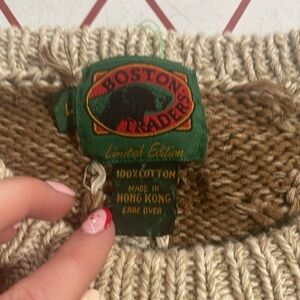 BOSTON
TRADERS
Limited Edition
L
100% COTTON
MADE IN
HONG KONG
CARE OVER